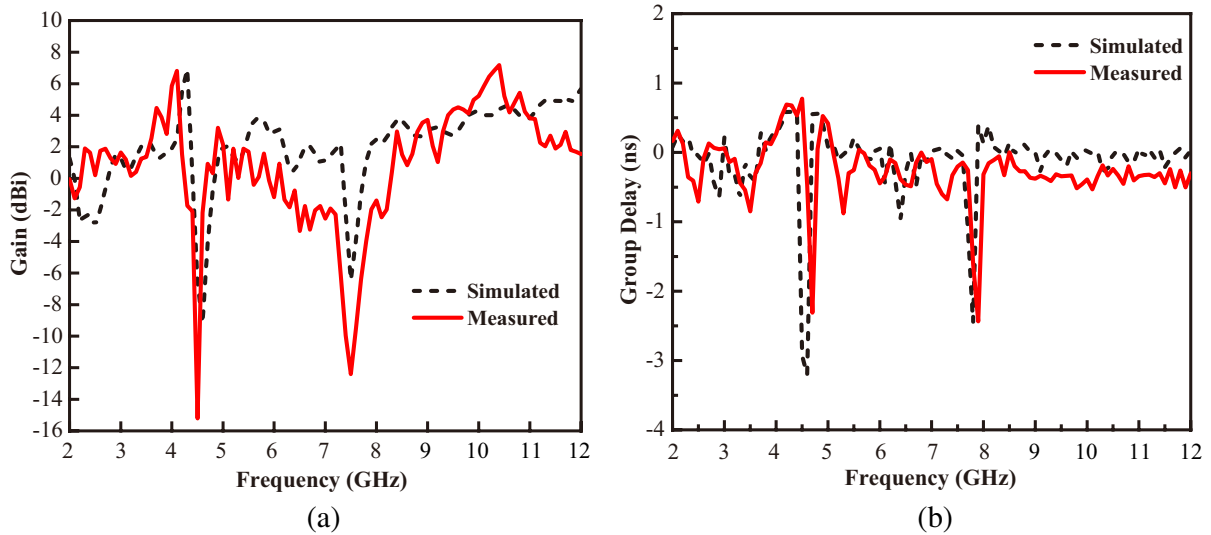 10
8
6
4
2
0
-2
-4
-6
-8
-10
-12
-14
-16
Gain (dBi)
Simulated
Measured
2 3 4 5 6 7 8 9 10 11 12
Frequency (GHz)
(a)
2
1
0
-1
-2
-3
-4
Group Delay (ns)
Simulated
Measured
2 3 4 5 6 7 8 9 10 11 12
Frequency (GHz)
(b)